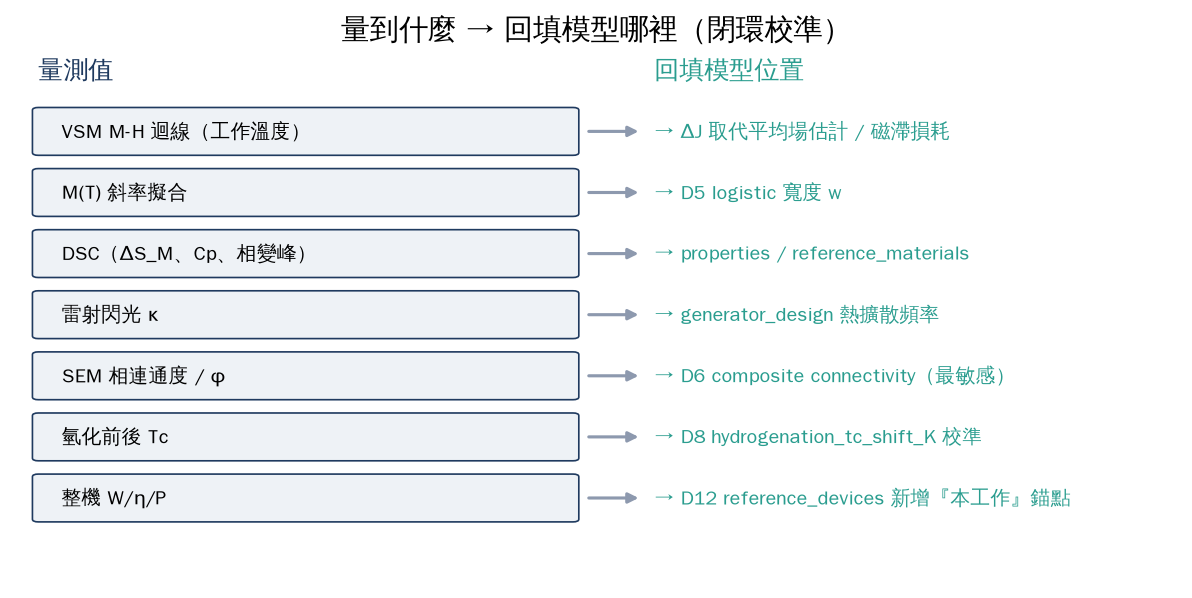 量到什麼 → 回填模型哪裡（閉環校準）
量測值
回填模型位置
VSM M-H 迴線（工作溫度）
→ ΔJ 取代平均場估計 / 磁滯損耗
M(T) 斜率擬合
→ D5 logistic 寬度 w
DSC（ΔS_M、Cp、相變峰）
→ properties / reference_materials
雷射閃光 κ
→ generator_design 熱擴散頻率
SEM 相連通度 / φ
→ D6 composite connectivity（最敏感）
氫化前後 Tc
→ D8 hydrogenation_tc_shift_K 校準
整機 W/η/P
→ D12 reference_devices 新增『本工作』錨點